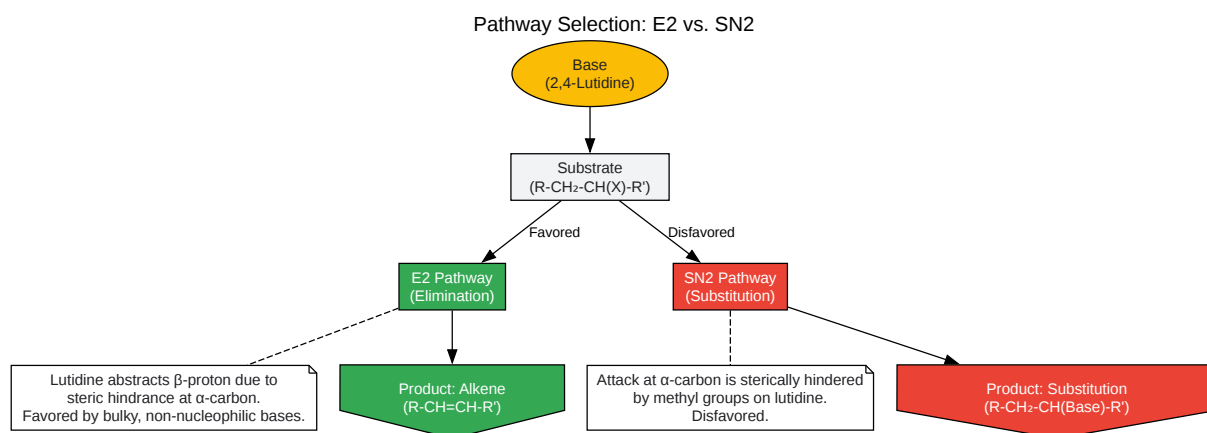 Pathway Selection: E2 vs. SN2
Base
(2,4-Lutidine)
Substrate
(R-CH₂-CH(X)-R')
Favored
Disfavored
E2 Pathway
(Elimination)
SN2 Pathway
(Substitution)
Lutidine abstracts β-proton due to
steric hindrance at α-carbon.
Favored by bulky, non-nucleophilic bases.
Product: Alkene
(R-CH=CH-R')
Attack at α-carbon is sterically hindered
by methyl groups on lutidine.
Disfavored.
Product: Substitution
(R-CH₂-CH(Base)-R')